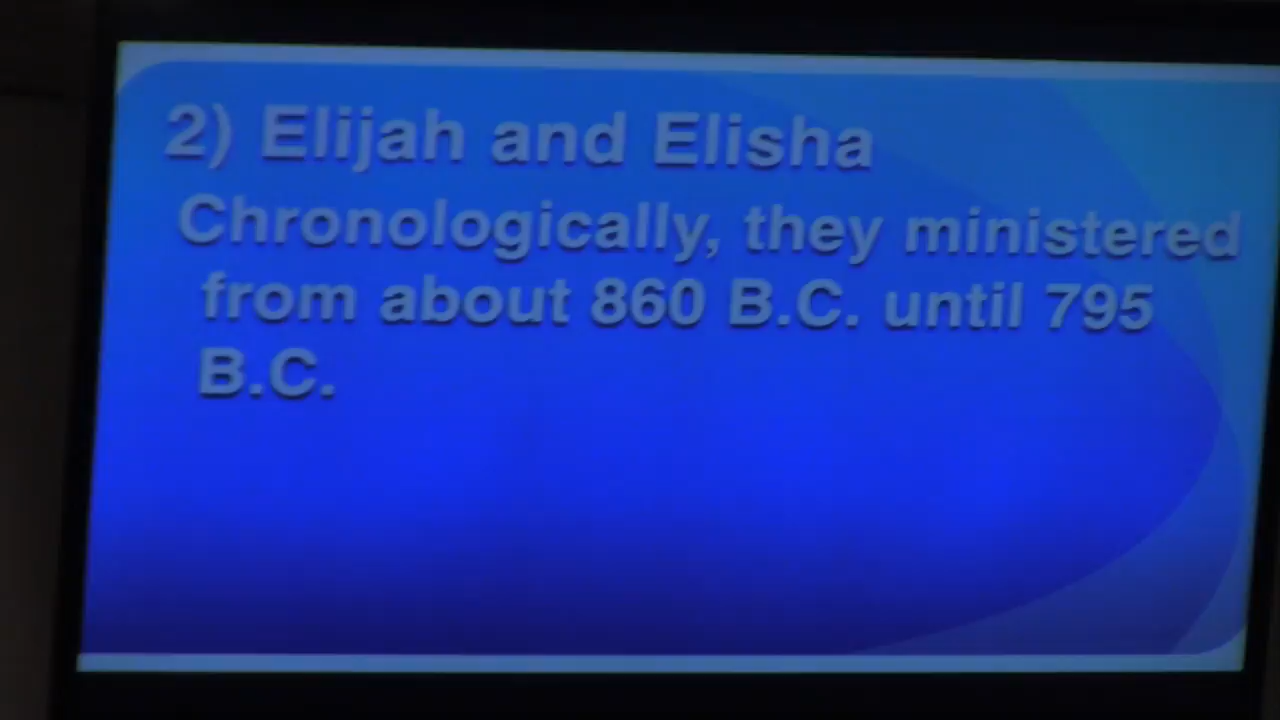 2) Elijah and Elisha
Chronologically, they ministered
from about 860 B.C. until 795
B.C.